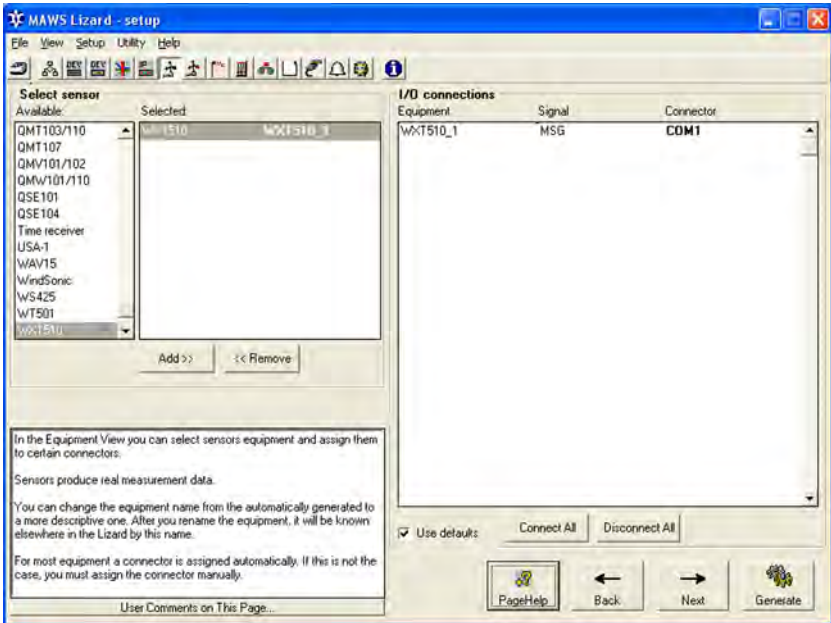 MAWS Lizard - setup
File View Setup Utility Help
DEV DEV
Select sensor
Available: Selected:
QMT103/110
QMT107
QMV101/102
QMW101/110
QSE101
QSE104
Time receiver
USA-1
WAV15
WindSonic
WS425
WT501
WXT510
WXT510 WXT510_1
Add >> << Remove
I/O connections
Equipment Signal Connector
WXT510_1 MSG COM1
In the Equipment View you can select sensors equipment and assign them
to certain connectors.
Sensors produce real measurement data.
You can change the equipment name from the automatically generated to
a more descriptive one. After you rename the equipment, it will be known
elsewhere in the Lizard by this name.
For most equipment a connector is assigned automatically. If this is not the
case, you must assign the connector manually.
User Comments on This Page...
Use defaults Connect All Disconnect All
PageHelp Back Next Generate